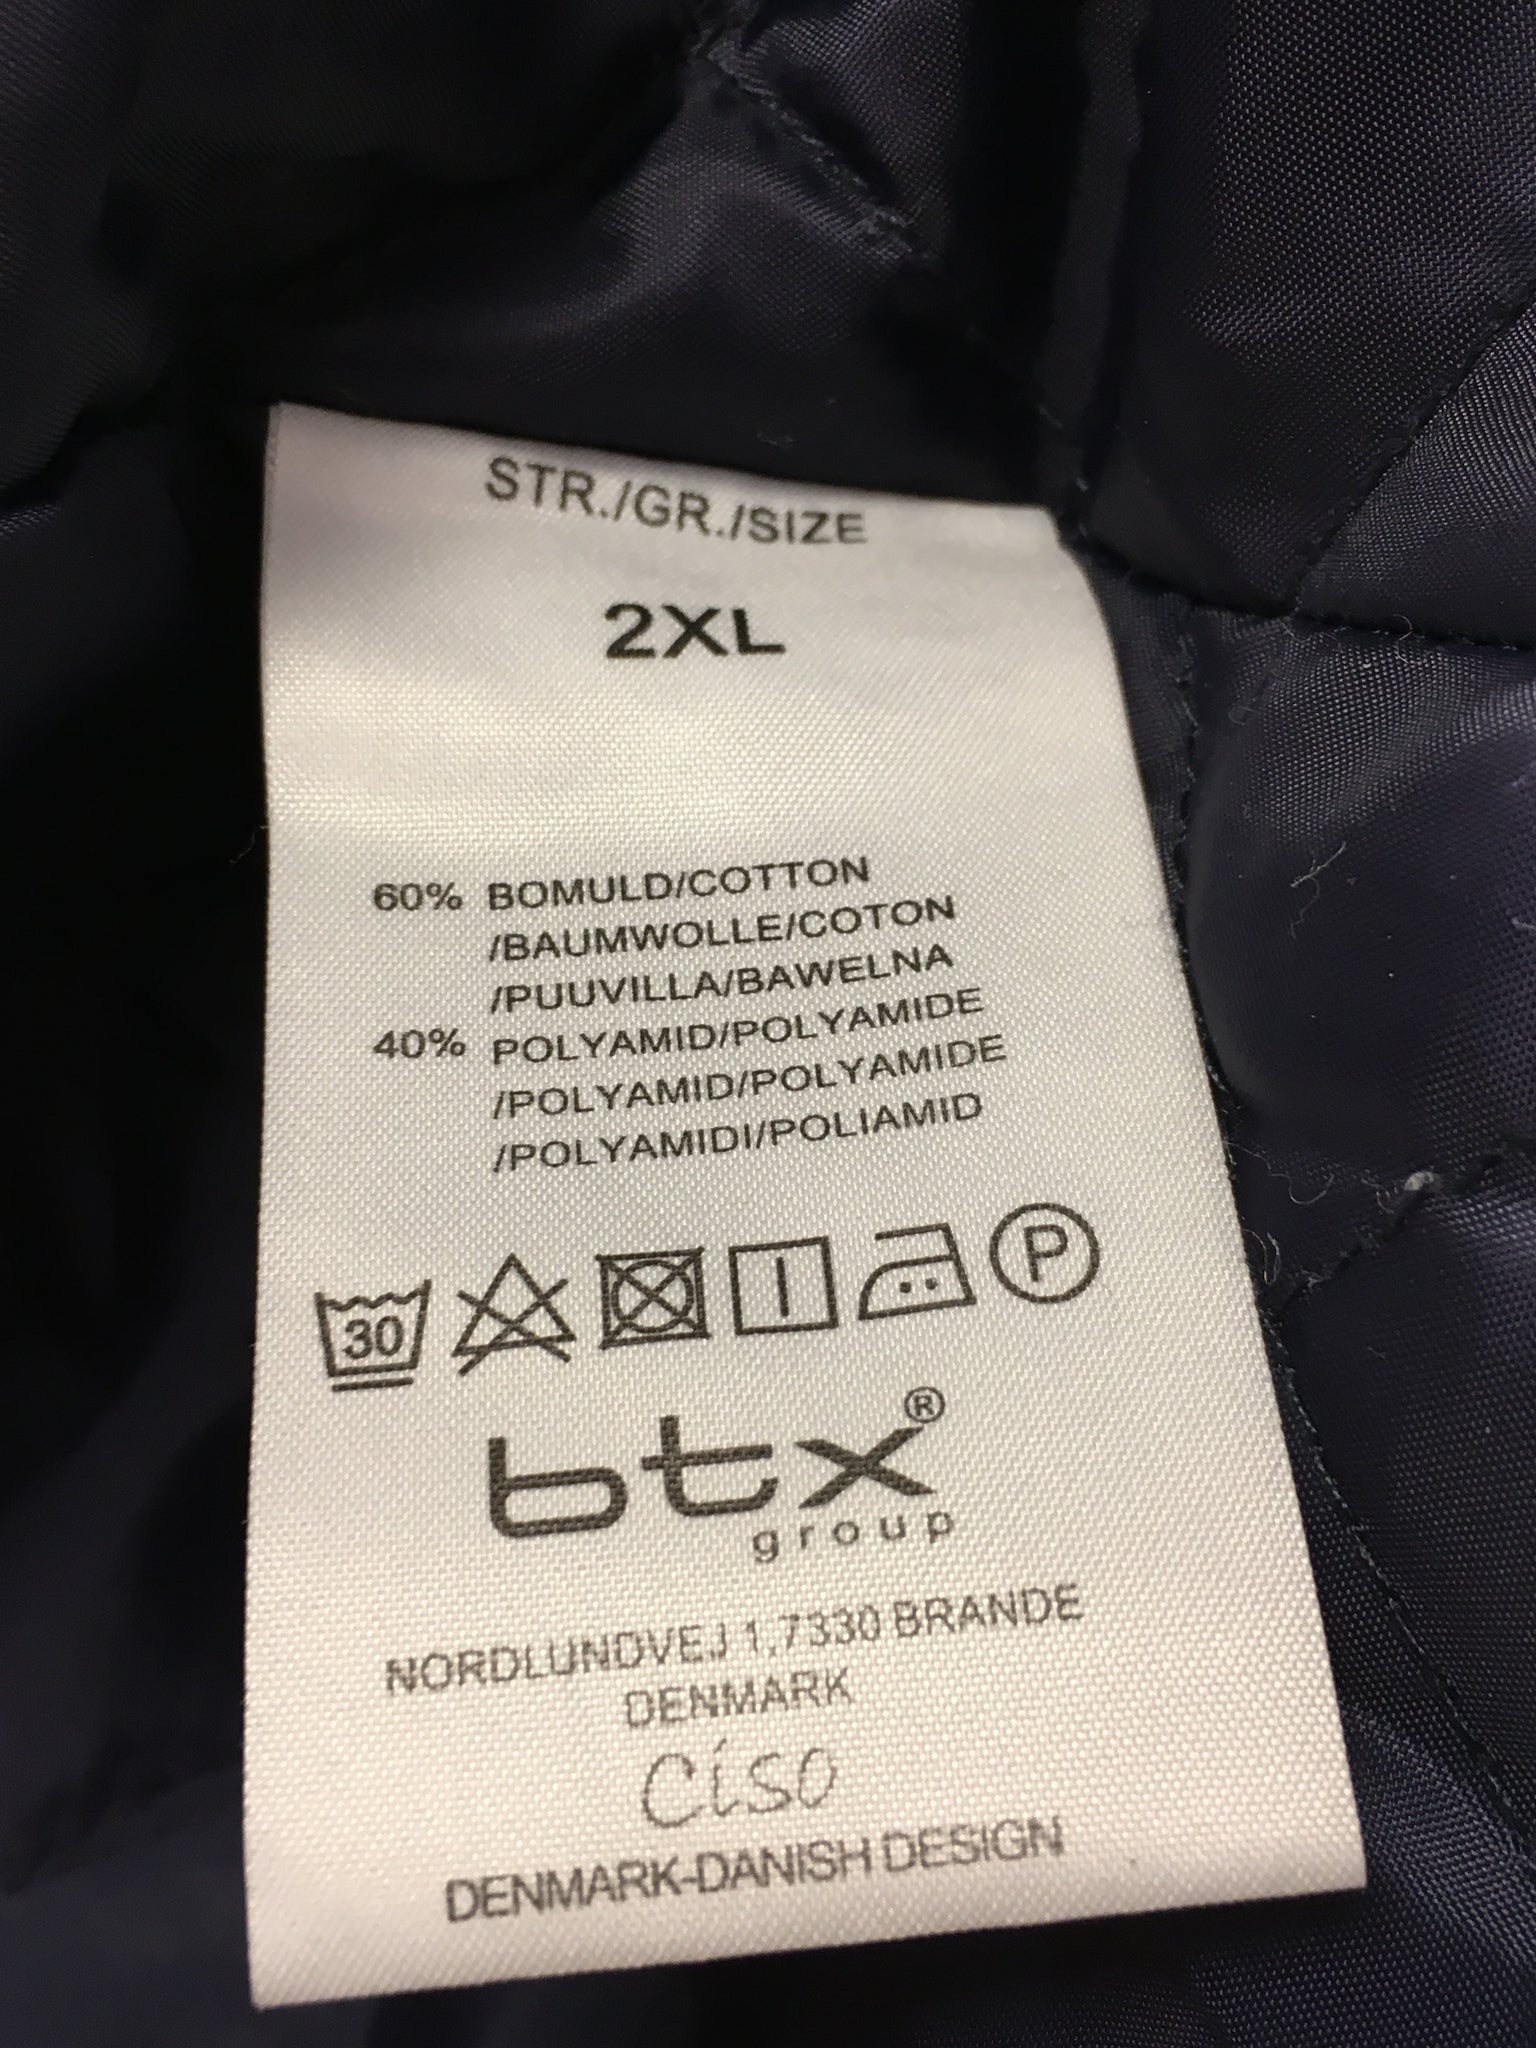 STR./GR./SIZE
2XL
60% BOMULD/COTTON
/BAUMWOLLE/COTON
/PUUVILLA/BAWELNA
40% POLYAMID/POLYAMIDE
/POLYAMID/POLYAMIDE
/POLYAMIDI/POLIAMID
30 P
btx®
group
NORDLUNDVEJ 1,7330 BRANDE
DENMARK
ciso
DENMARK-DANISH DESIGN